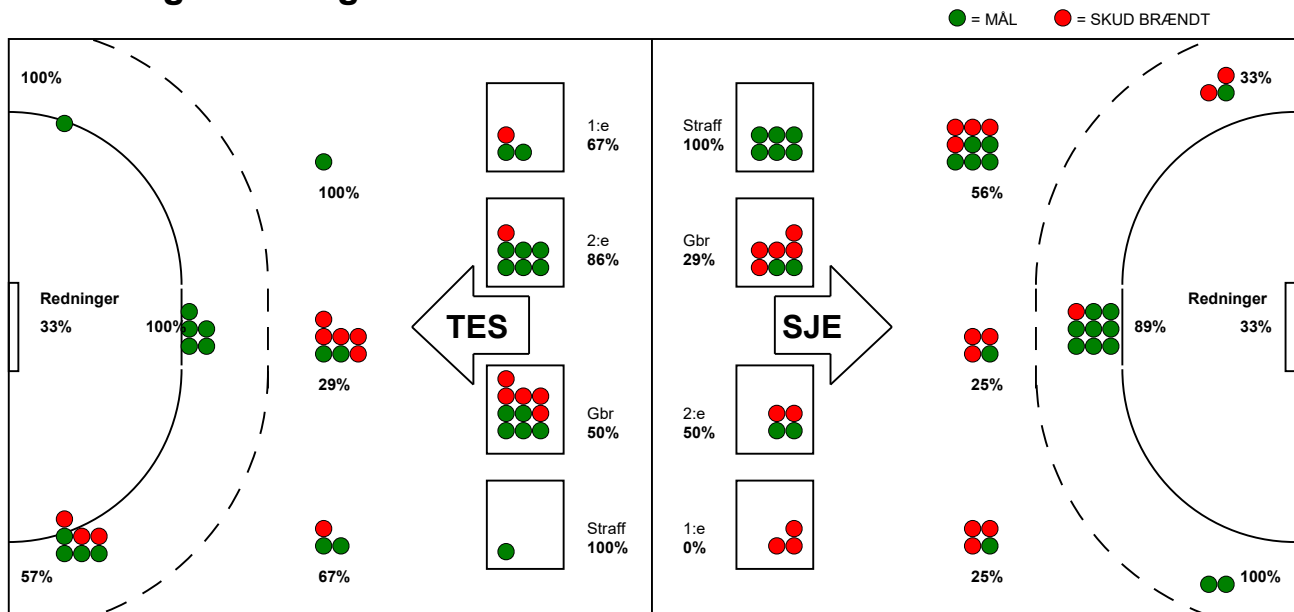 = MÅL = SKUD BRÆNDT
100%
100%
1:e
67%
2:e
86%
Redninger
33%
100%
29%
TES
Gbr
50%
57%
67%
Straff
100%
Straff
100%
56%
33%
Gbr
29%
SJE
25%
89%
Redninger
33%
2:e
50%
1:e
0%
25%
100%